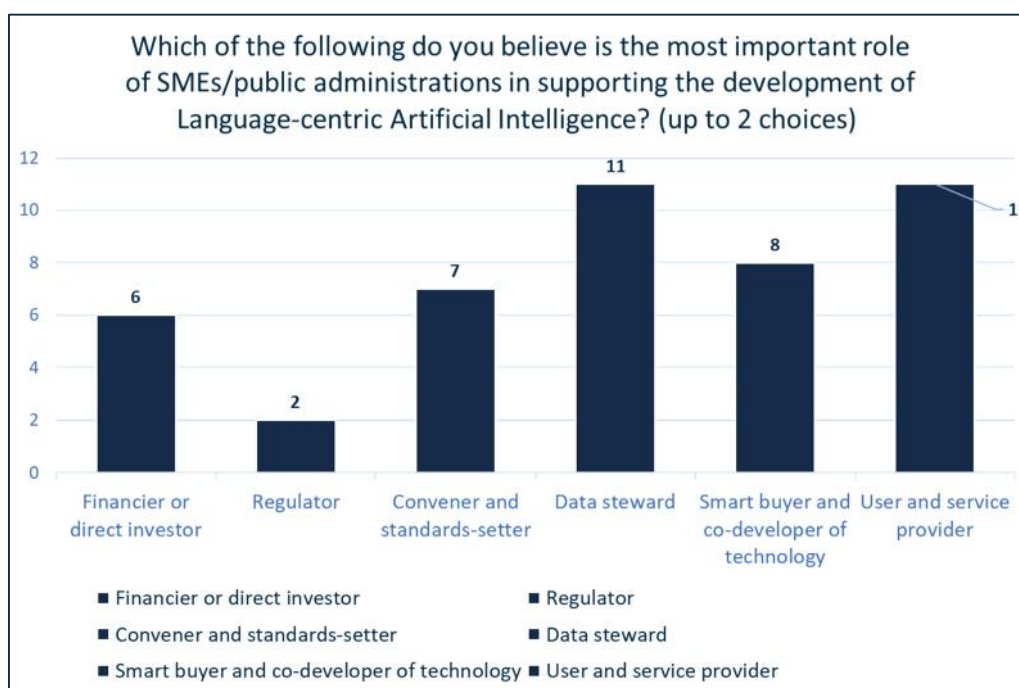 Which of the following do you believe is the most important role
of SMEs/public administrations in supporting the development of
Language-centric Artificial Intelligence? (up to 2 choices)
12
10
8
6
4
2
0
6
2
7
11
8
1
Financier or
direct investor
Regulator
Convener and
standards-setter
Data steward
Smart buyer and
co-developer of
technology
User and service
provider
■ Financier or direct investor
■ Regulator
■ Convener and standards-setter
■ Data steward
■ Smart buyer and co-developer of technology
■ User and service provider